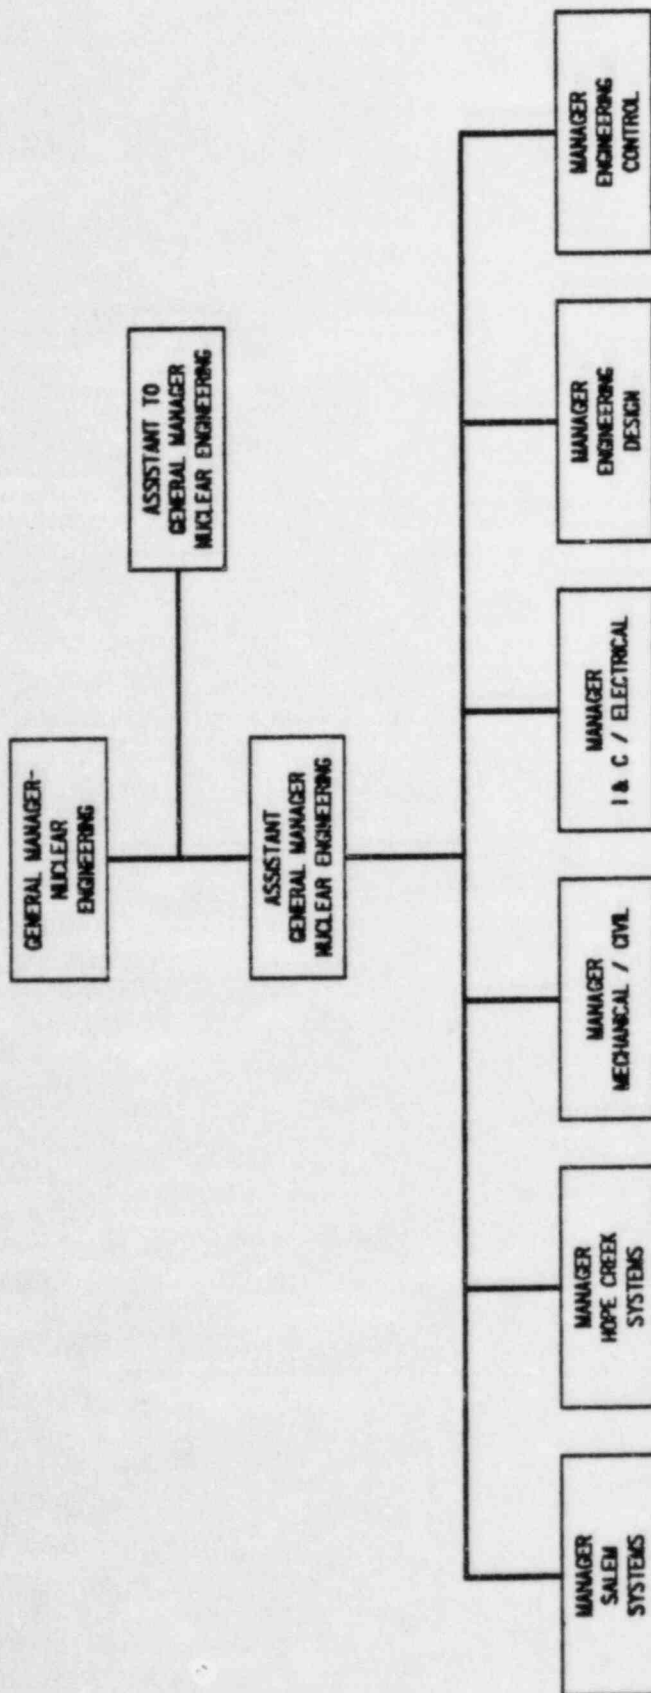 GENERAL MANAGER-
NUCLEAR
ENGINEERING
ASSISTANT TO
GENERAL MANAGER
NUCLEAR ENGINEERING
ASSISTANT
GENERAL MANAGER
NUCLEAR ENGINEERING
MANAGER
SALEM
SYSTEMS
MANAGER
HOPE CREEK
SYSTEMS
MANAGER
MECHANICAL / CIVIL
MANAGER
I & C / ELECTRICAL
MANAGER
ENGINEERING
DESIGN
MANAGER
ENGINEERING
CONTROL